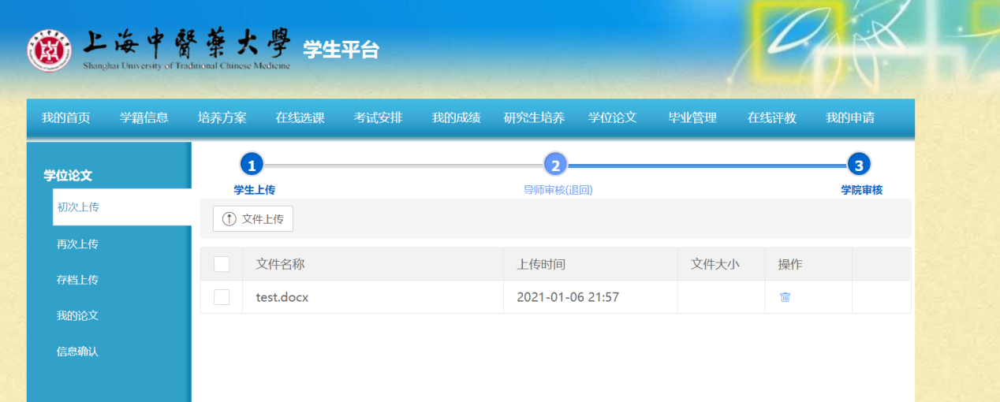 上海中醫藥大學 学生平台
Shanghai University of Traditional Chinese Medicine
我的首页 学籍信息 培养方案 在线选课 考试安排 我的成绩 研究生培养 学位论文 毕业管理 在线评教 我的申请
学位论文
初次上传
再次上传
存档上传
我的论文
信息确认
1 2 3
学生上传 导师审核(退回) 学院审核
文件上传
文件名称 上传时间 文件大小 操作
test.docx 2021-01-06 21:57